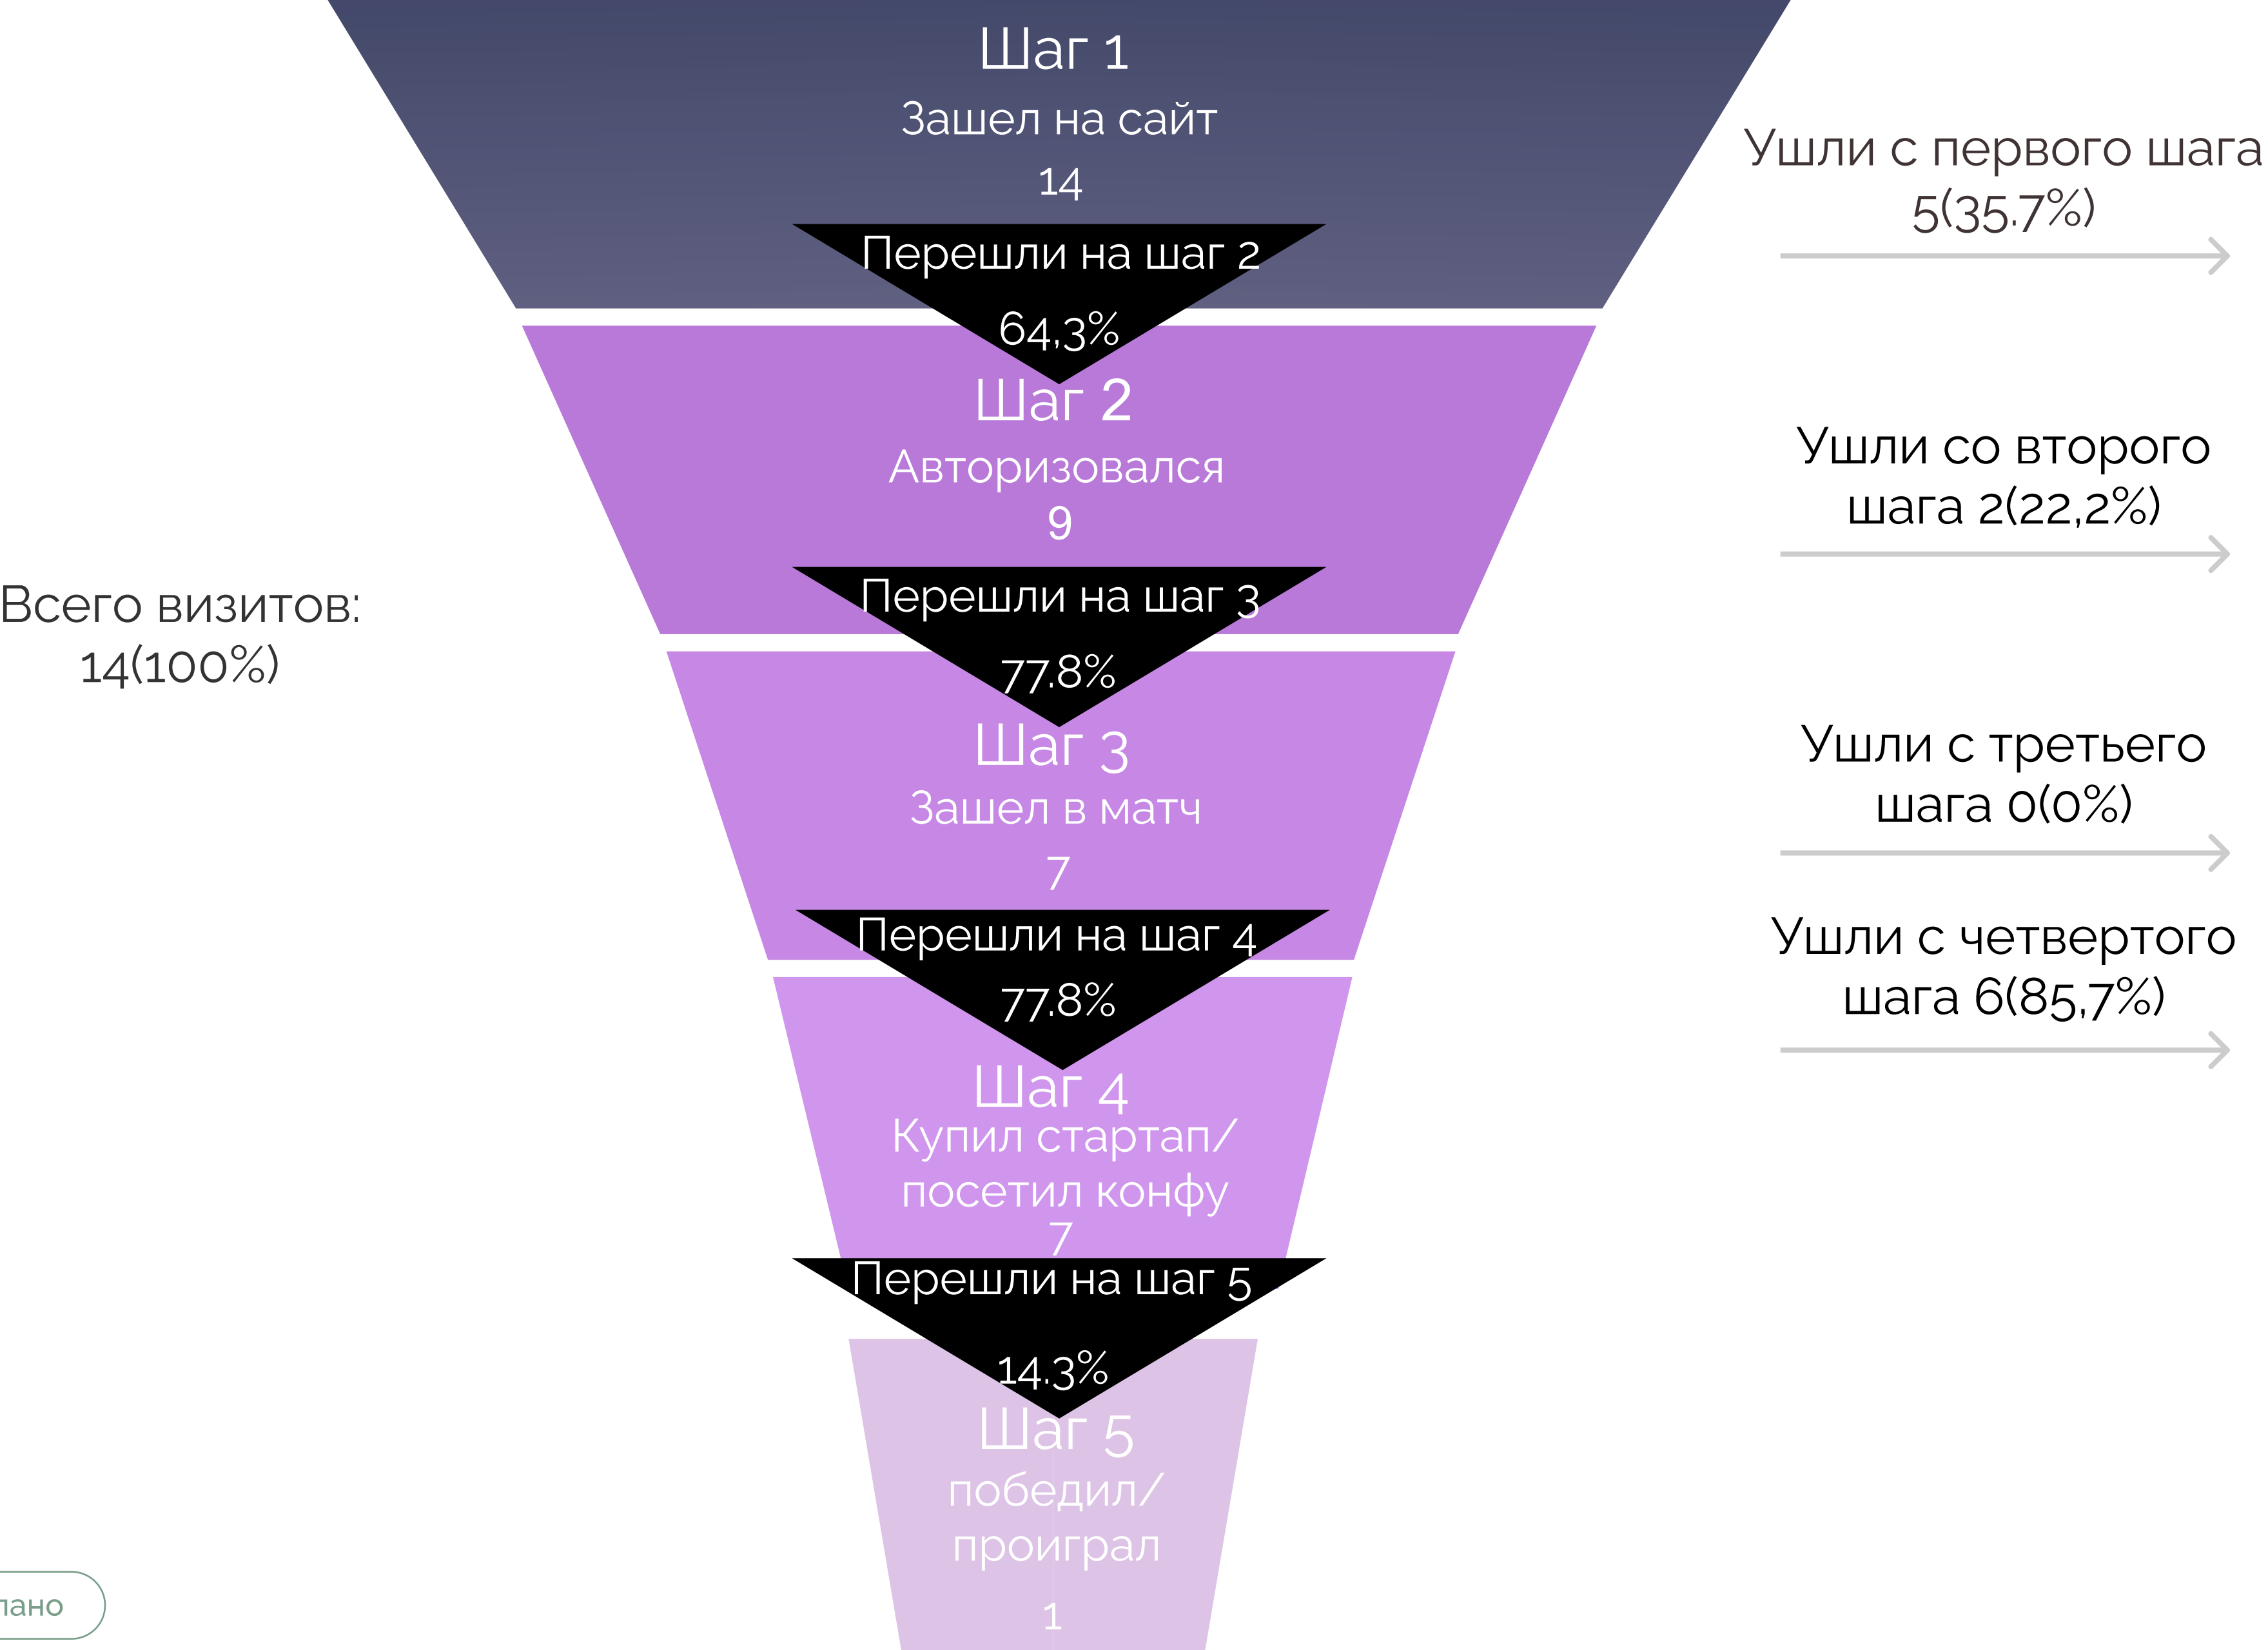 Шаг 1
Зашел на сайт
14
Перешли на шаг 2
64,3%
Ушли с первого шага
5(35.7%)
Шаг 2
Авторизовался
9
Перешли на шаг 3
77.8%
Ушли со второго
шага 2(22,2%)
Всего визитов:
14(100%)
Шаг 3
Зашел в матч
7
Перешли на шаг 4
77.8%
Ушли с третьего
шага 0(0%)
Ушли с четвертого
шага 6(85,7%)
Шаг 4
Купил стартап/
посетил конфу
7
Перешли на шаг 5
14.3%
Шаг 5
победил/
проиграл
1